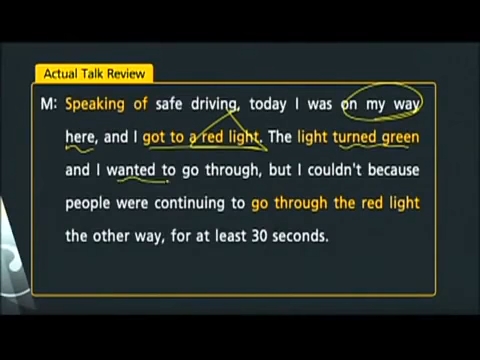 Actual Talk Review
M: Speaking of safe driving, today I was on my way
here, and I got to a red light. The light turned green
and I wanted to go through, but I couldn't because
people were continuing to go through the red light
the other way, for at least 30 seconds.